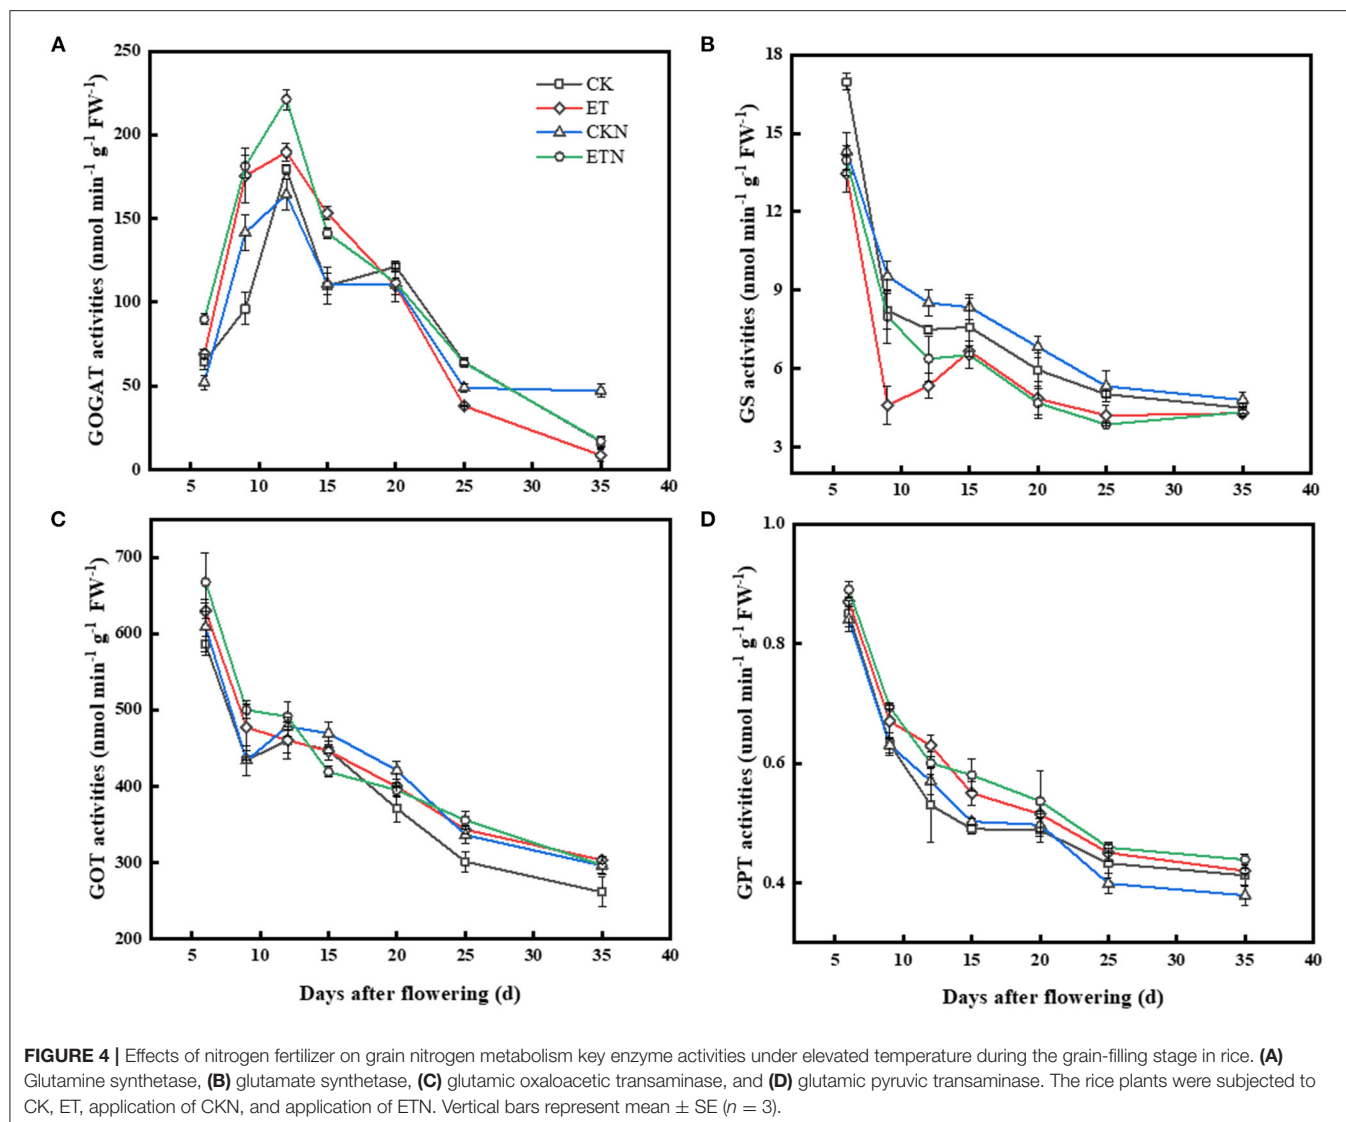 A
GOGAT activities (nmol min⁻¹ g⁻¹ FW⁻¹)
250
200
150
100
50
0
5 10 15 20 25 30 35 40
CK
ET
CKN
ETN
B
GS activities (nmol min⁻¹ g⁻¹ FW⁻¹)
18
15
12
9
6
3
5 10 15 20 25 30 35 40
C
GOT activities (nmol min⁻¹ g⁻¹ FW⁻¹)
700
600
500
400
300
200
5 10 15 20 25 30 35 40
Days after flowering (d)
D
GPT activities (umol min⁻¹ g⁻¹ FW⁻¹)
1.0
0.8
0.6
0.4
5 10 15 20 25 30 35 40
Days after flowering (d)
FIGURE 4 | Effects of nitrogen fertilizer on grain nitrogen metabolism key enzyme activities under elevated temperature during the grain-filling stage in rice. (A)
Glutamine synthetase, (B) glutamate synthetase, (C) glutamic oxaloacetic transaminase, and (D) glutamic pyruvic transaminase. The rice plants were subjected to
CK, ET, application of CKN, and application of ETN. Vertical bars represent mean ± SE (n = 3).